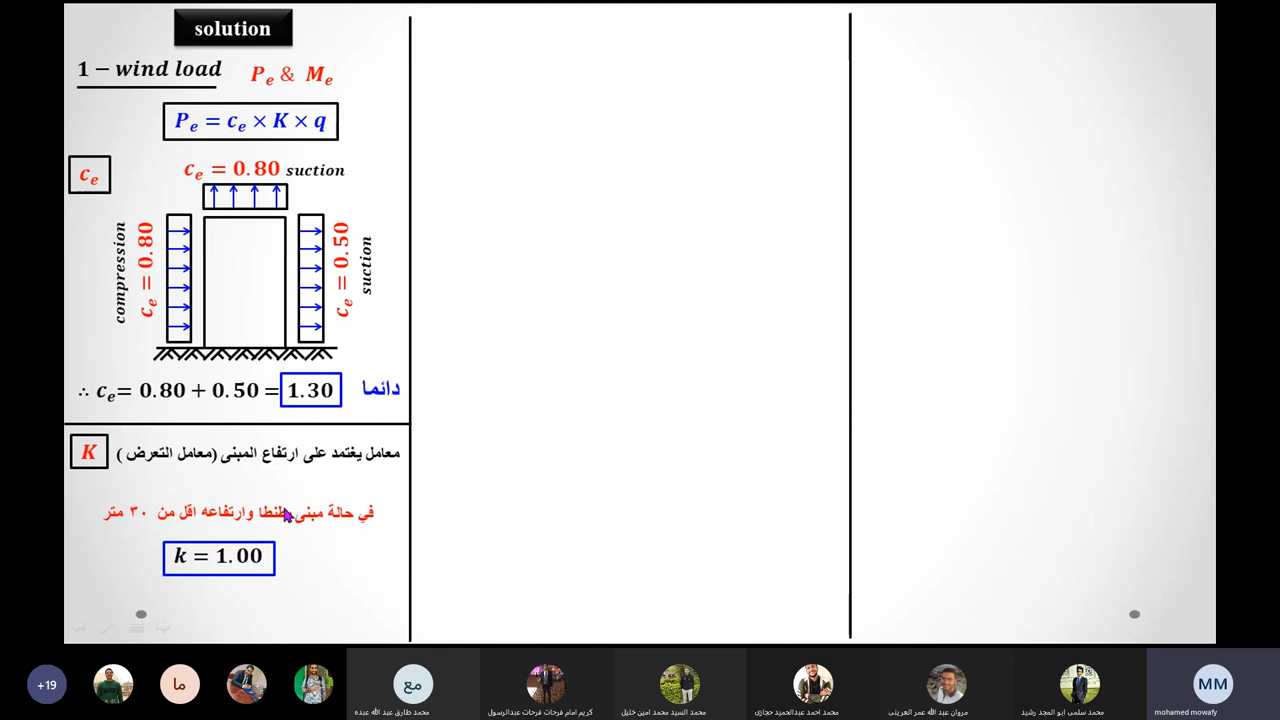 solution
1 − wind load
P_e & M_e
P_e = c_e × K × q
c_e
c_e = 0.80 suction
compression
c_e = 0.80
c_e = 0.50
suction
∴ c_e = 0.80 + 0.50 = 1.30 دائما
K
معامل يعتمد على ارتفاع المبنى (معامل التعرض )
في حالة مبنى بطنطا وارتفاعه اقل من ٣٠ متر
k = 1.00
+19
ما
مع
محمد طارق عبد الله عبده
كريم امام فرحات فرحات عبدالرسول
محمد السيد محمد امين خليل
محمد احمد عبدالحميد حجازى
مروان عبد الله عمر العرينى
محمد سلمى ابو المجد رشيد
MM
mohamed mowafy